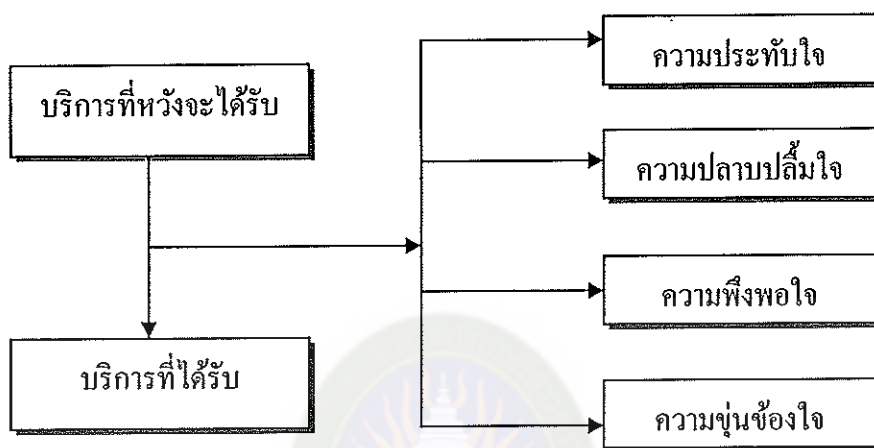 บริการที่หวังจะได้รับ
บริการที่ได้รับ
ความประทับใจ
ความปลาบปลื้มใจ
ความพึงพอใจ
ความขุ่นข้องใจ